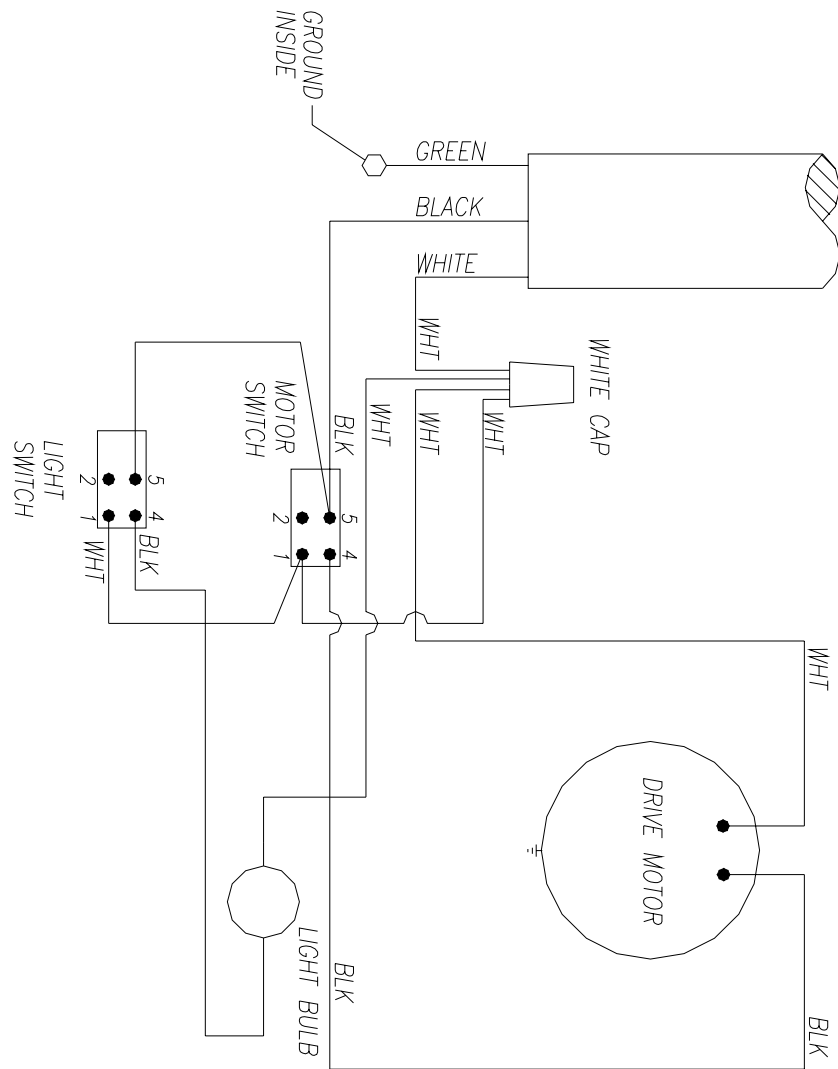 GROUND
INSIDE
GREEN
BLACK
WHITE
WHT
WHITE CAP
WHT
WHT
WHT
MOTOR
SWITCH
BLK
5
4
2
1
LIGHT
SWITCH
5
4
2
1
BLK
WHT
WHT
DRIVE MOTOR
LIGHT BULB
BLK
BLK